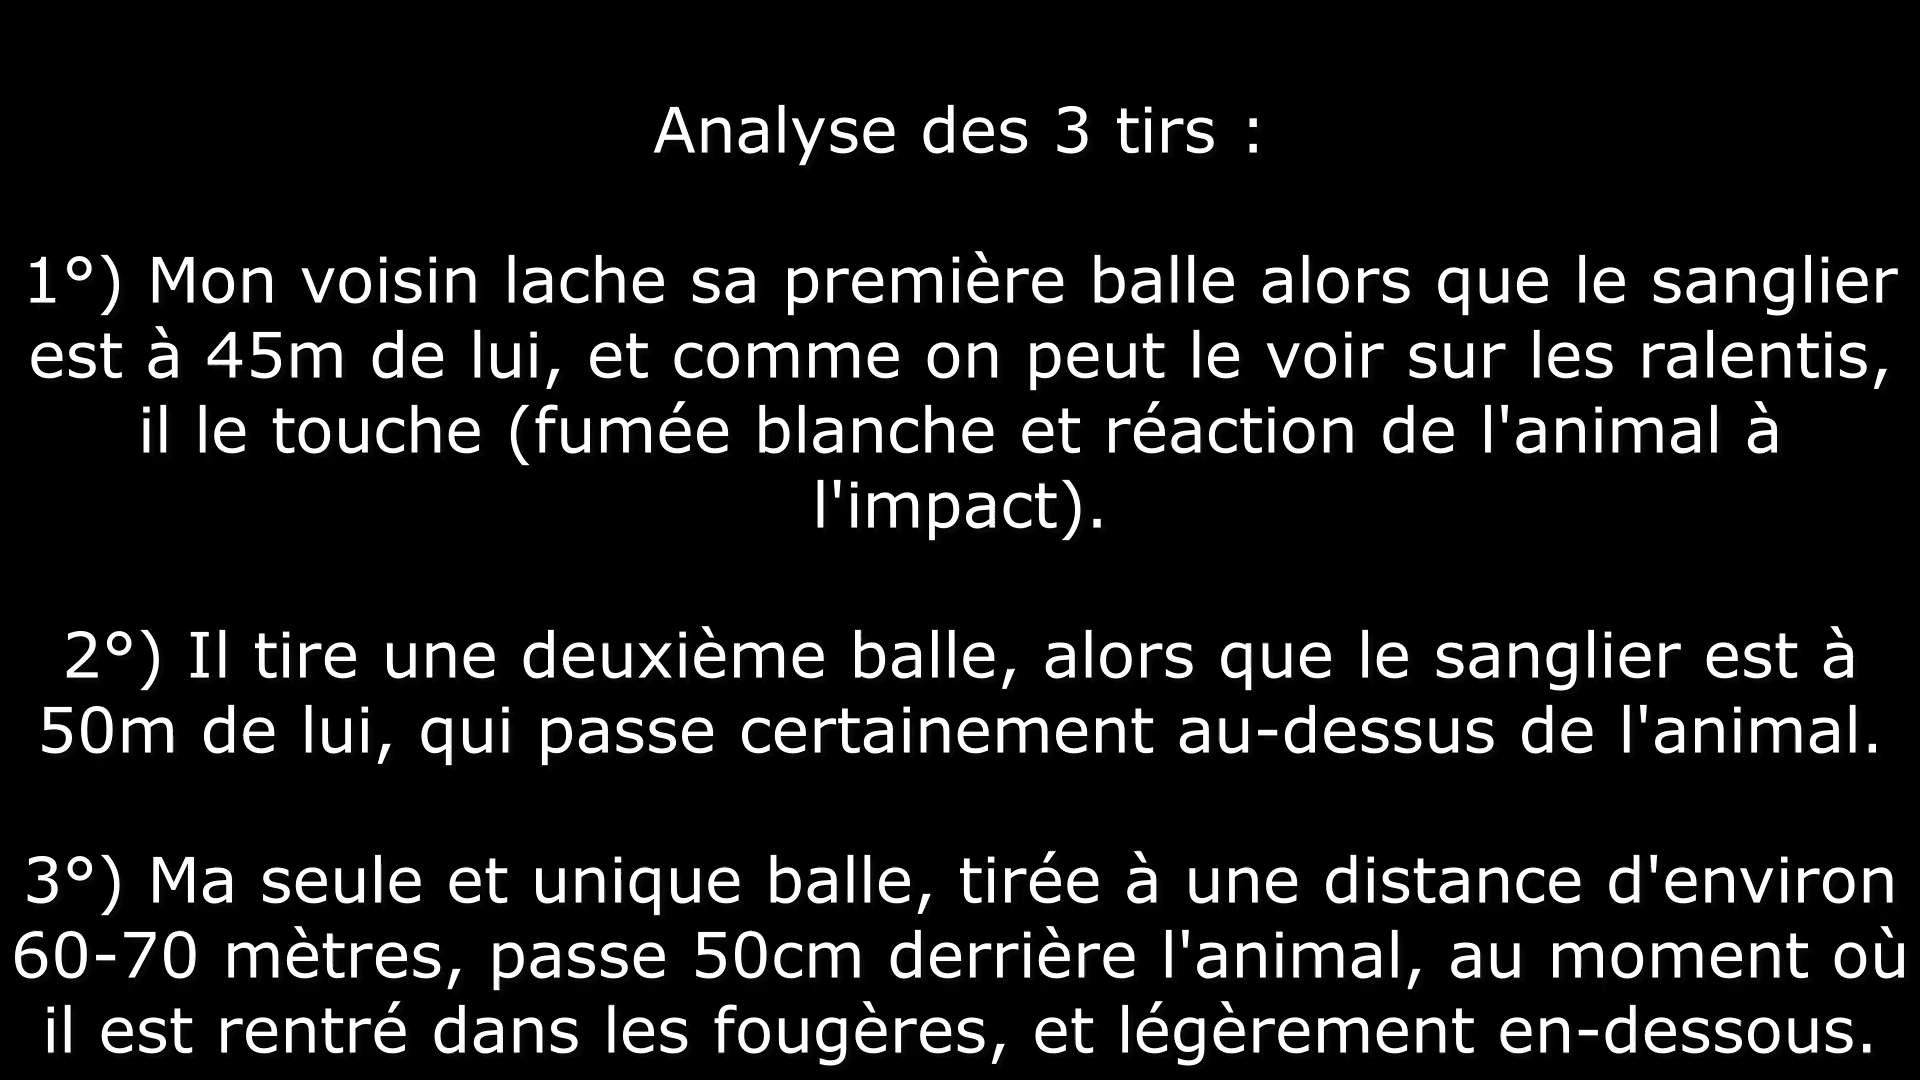 Analyse des 3 tirs :
1°) Mon voisin lache sa première balle alors que le sanglier
est à 45m de lui, et comme on peut le voir sur les ralentis,
il le touche (fumée blanche et réaction de l'animal à
l'impact).
2°) Il tire une deuxième balle, alors que le sanglier est à
50m de lui, qui passe certainement au-dessus de l'animal.
3°) Ma seule et unique balle, tirée à une distance d'environ
60-70 mètres, passe 50cm derrière l'animal, au moment où
il est rentré dans les fougères, et légèrement en-dessous.